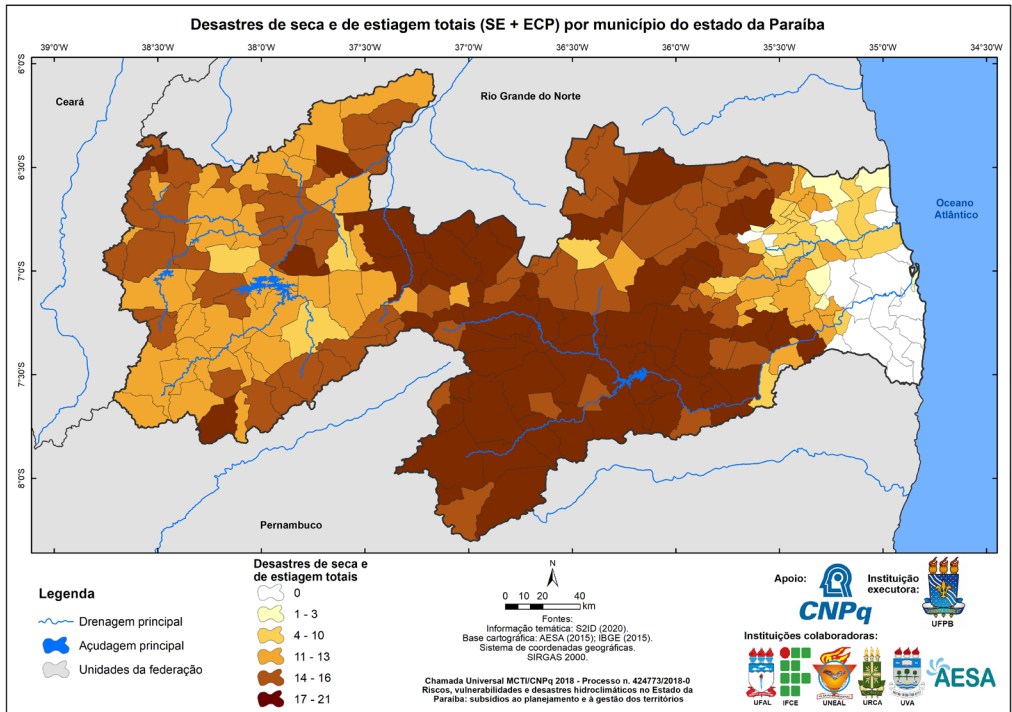 Desastres de seca e de estiagem totais (SE + ECP) por município do estado da Paraíba
39°0'W 38°30'W 38°0'W 37°30'W 37°0'W 36°30'W 36°0'W 35°30'W 35°0'W 34°30'W
6°0'S
6°30'S
7°0'S
7°30'S
8°0'S
Ceará
Rio Grande do Norte
Oceano
Atlântico
Pernambuco
Legenda
Drenagem principal
Açudagem principal
Unidades da federação
Desastres de seca e
de estiagem totais
0
1 - 3
4 - 10
11 - 13
14 - 16
17 - 21
N
0 10 20 40
km
Fontes:
Informação temática: S2ID (2020).
Base cartográfica: AESA (2015); IBGE (2015).
Sistema de coordenadas geográficas.
SIRGAS 2000.
Chamada Universal MCTI/CNPq 2018 - Processo n. 424773/2018-0
Riscos, vulnerabilidades e desastres hidroclimáticos no Estado da
Paraíba: subsídios ao planejamento e à gestão dos territórios
Apoio:
CNPq
Instituição
executora:
UFPB
Instituições colaboradoras:
UFAL IFCE UNEAL URCA UVA
AESA